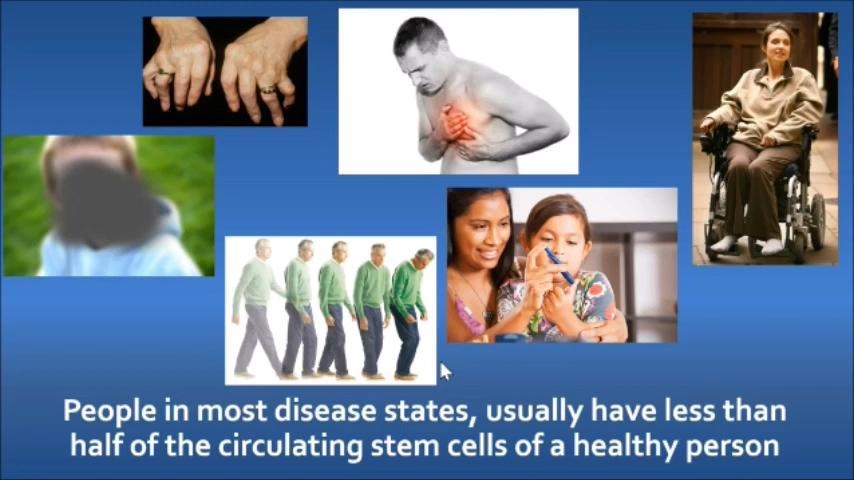 People in most disease states, usually have less than
half of the circulating stem cells of a healthy person